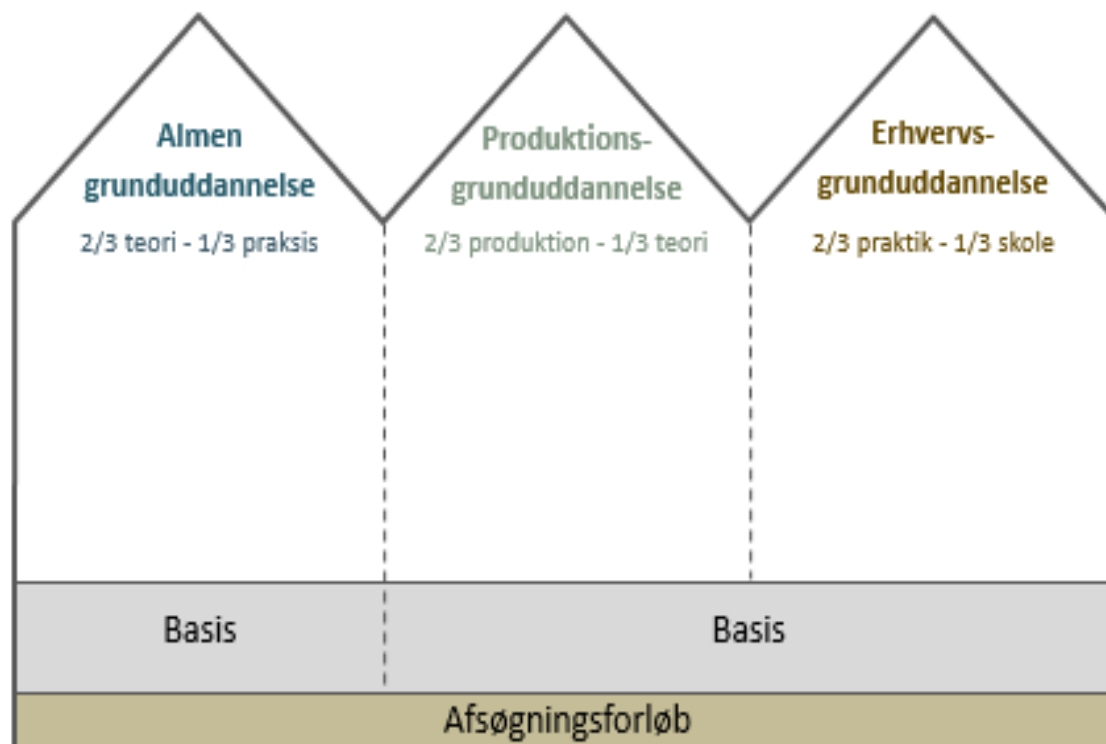 Almen
grunduddannelse
2/3 teori - 1/3 praksis
Produktions-
grunduddannelse
2/3 produktion - 1/3 teori
Erhvervs-
grunduddannelse
2/3 praktik - 1/3 skole
Basis
Basis
Afsøgningsforløb